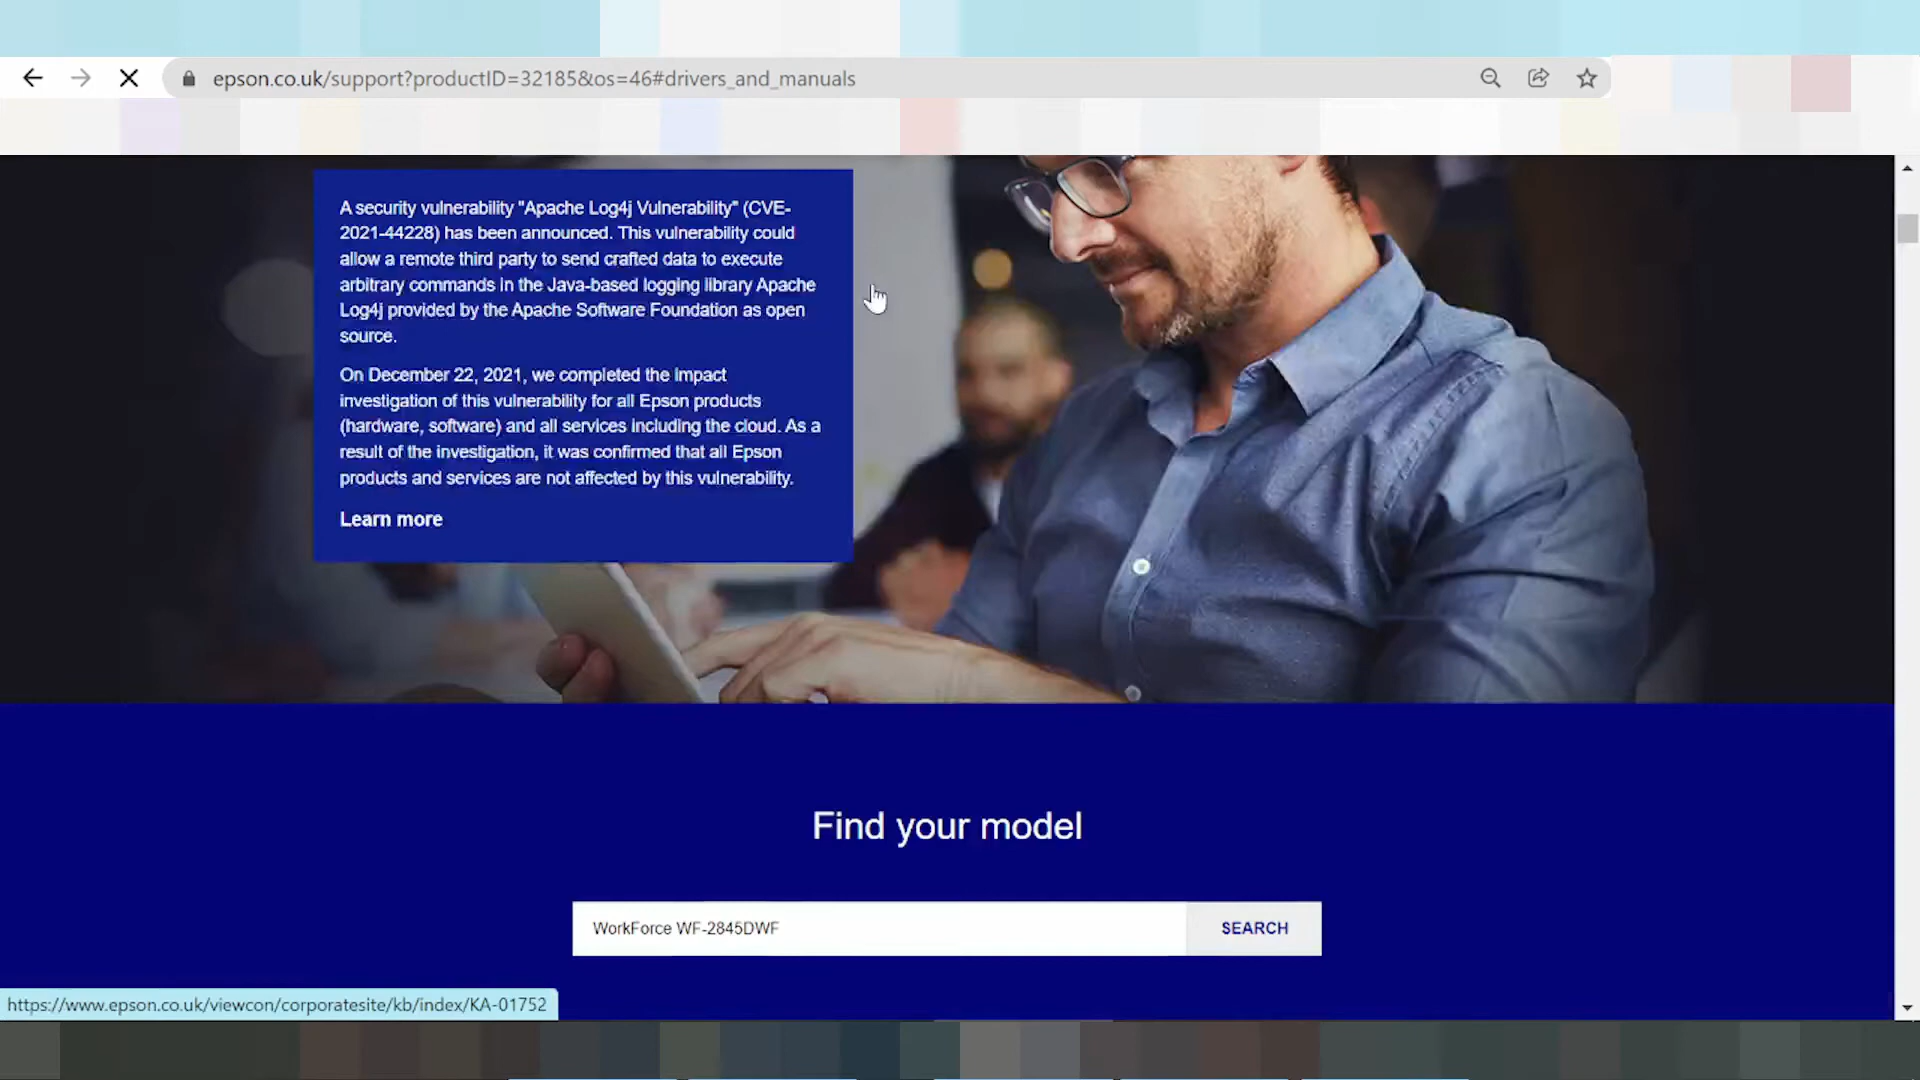 epson.co.uk/support?productID=32185&os=46#drivers_and_manuals
A security vulnerability "Apache Log4j Vulnerability" (CVE-
2021-44228) has been announced. This vulnerability could
allow a remote third party to send crafted data to execute
arbitrary commands in the Java-based logging library Apache
Log4j provided by the Apache Software Foundation as open
source.
On December 22, 2021, we completed the impact
investigation of this vulnerability for all Epson products
(hardware, software) and all services including the cloud. As a
result of the investigation, it was confirmed that all Epson
products and services are not affected by this vulnerability.
Learn more
Find your model
WorkForce WF-2845DWF
SEARCH
https://www.epson.co.uk/viewcon/corporatesite/kb/index/KA-01752